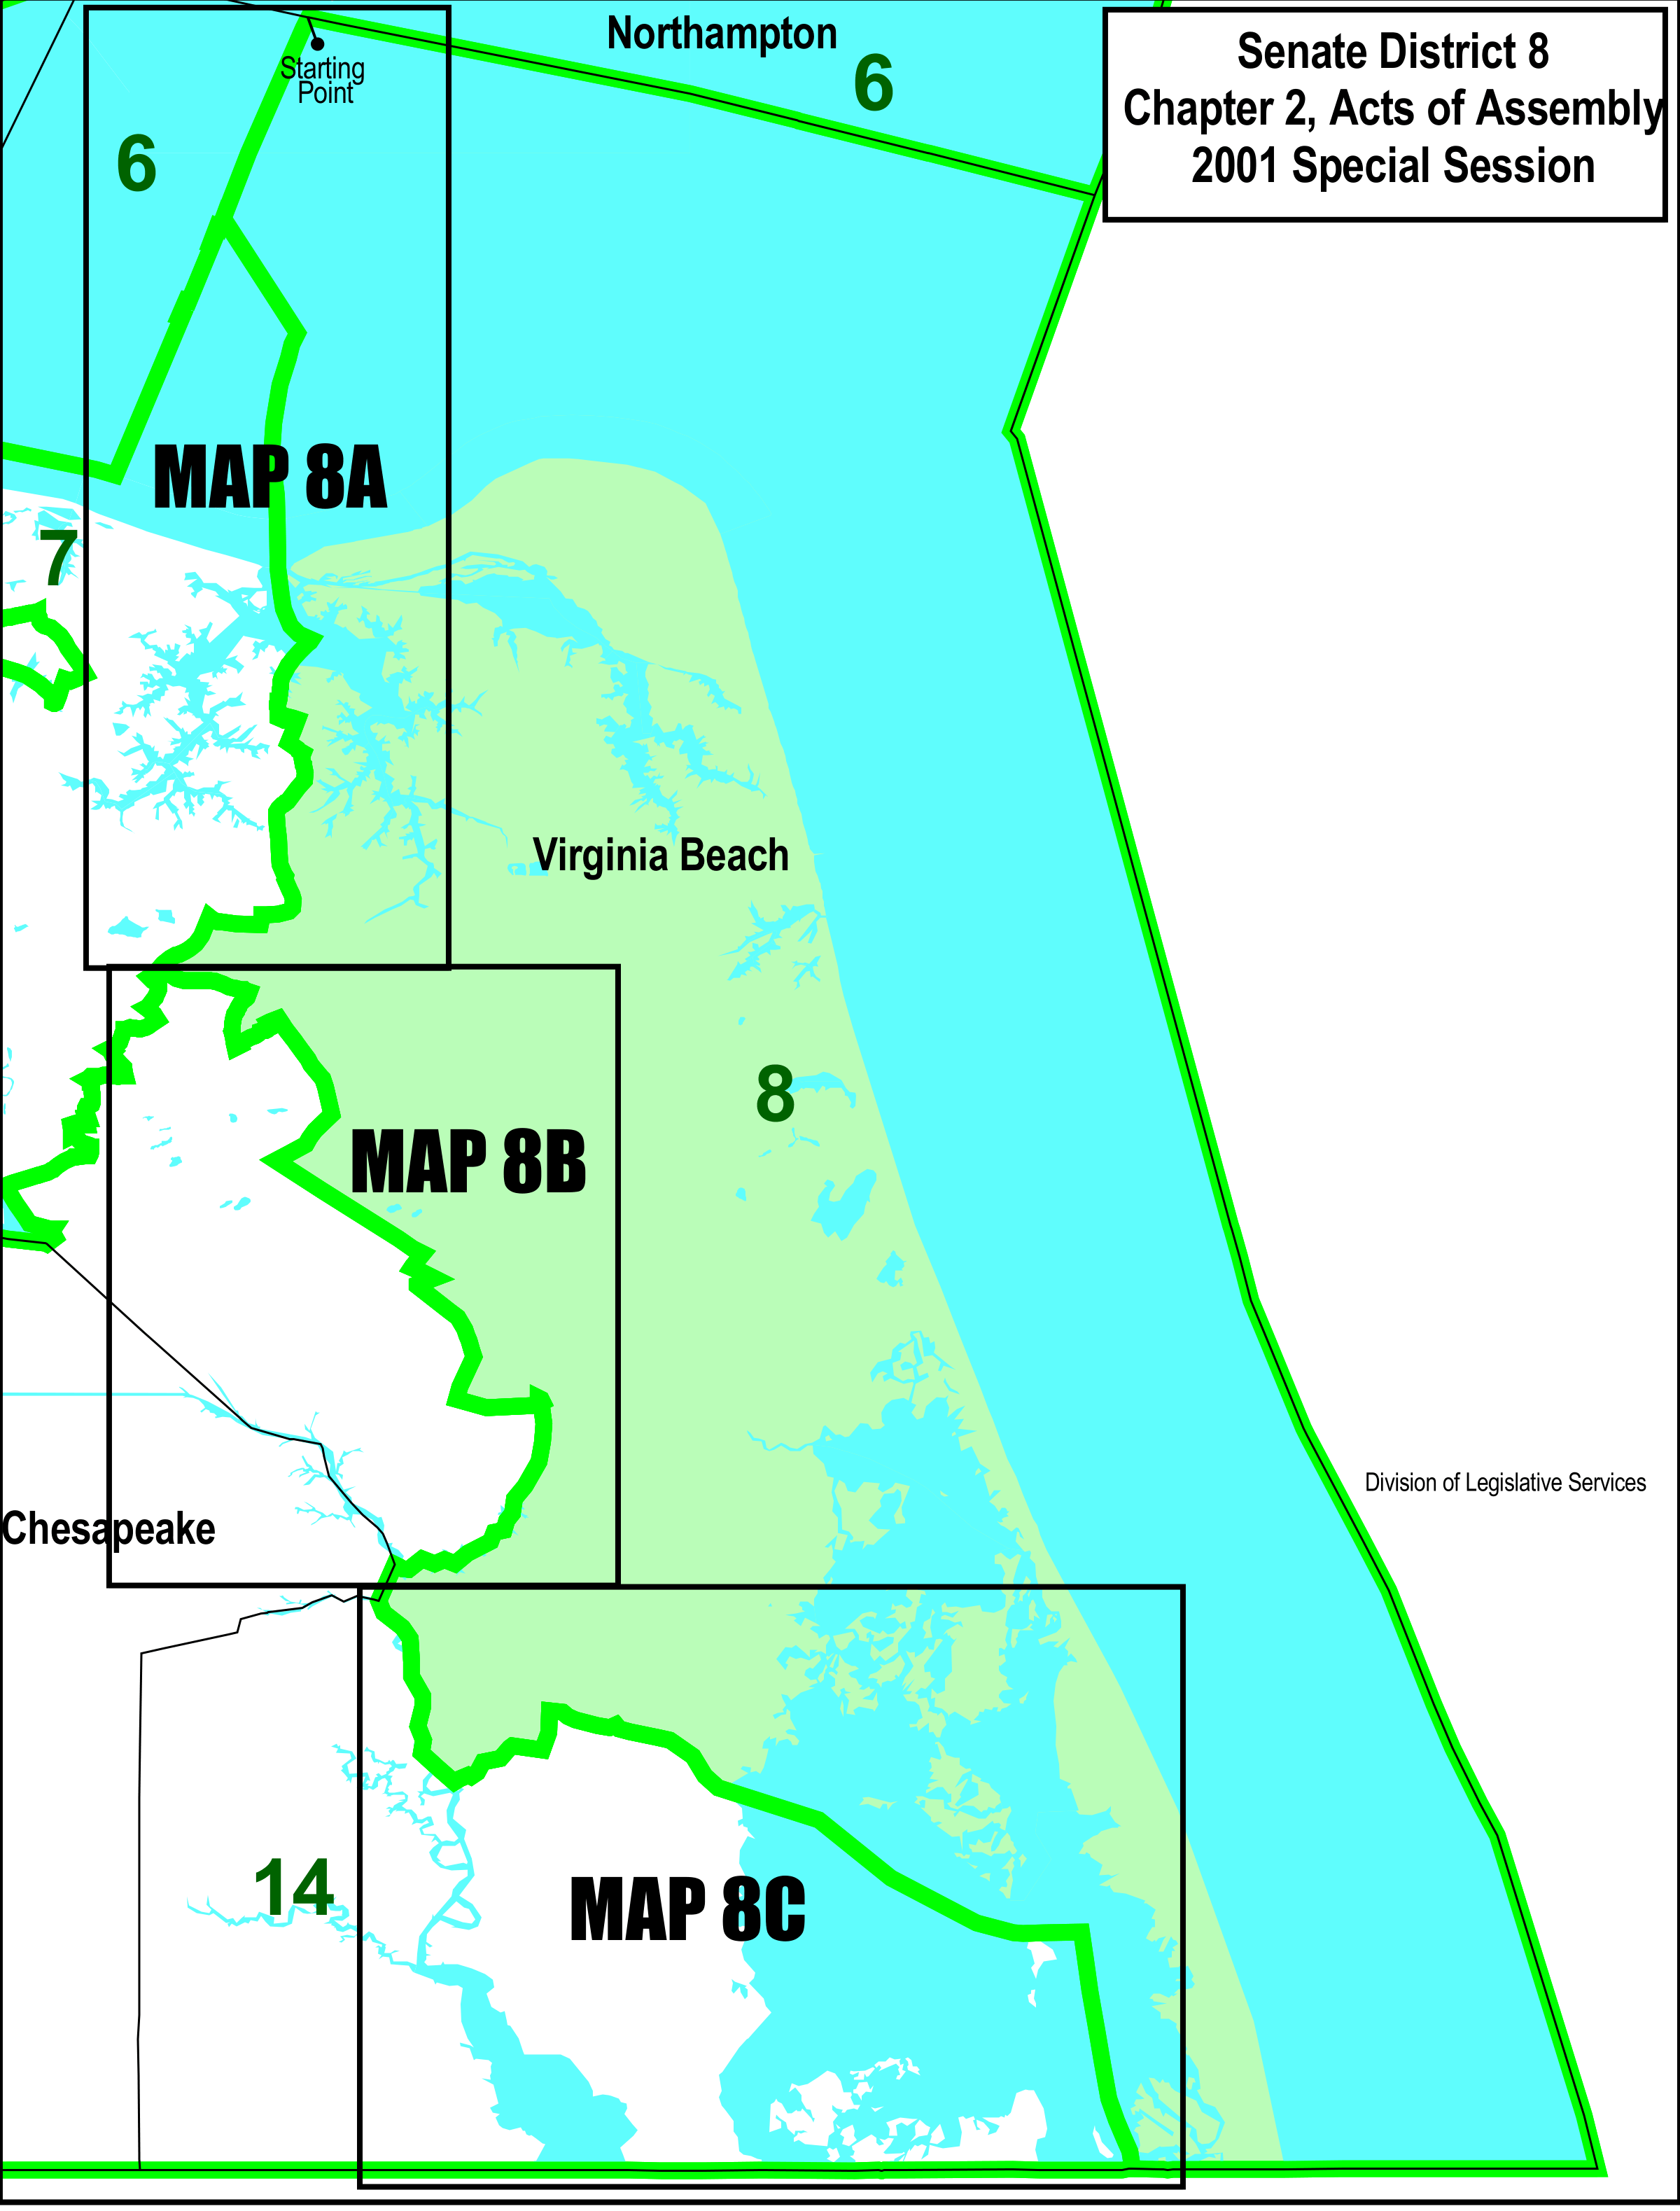 Northampton
Senate District 8
Chapter 2, Acts of Assembly
2001 Special Session
Starting
Point
6
6
MAP 8A
7
Virginia Beach
8
MAP 8B
Division of Legislative Services
Chesapeake
14
MAP 8C